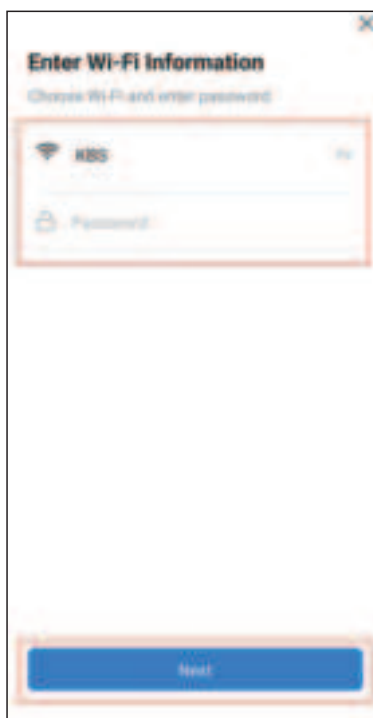 Enter Wi-Fi Information
Choose Wi-Fi and enter password
KBS
Password
Next